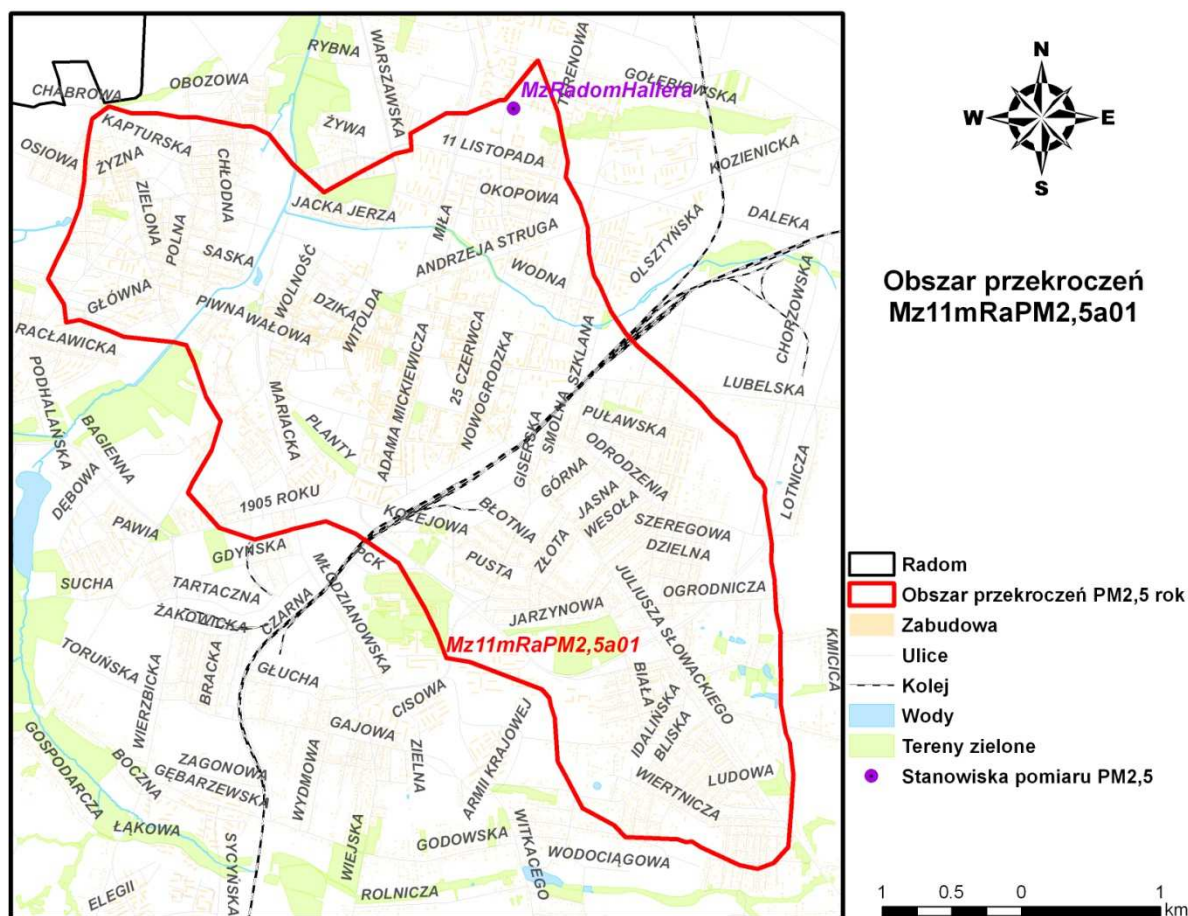 RYBNA
WARSZAWSKA
TERENOWA
GOŁĘBIOWSKA
OBOZOWA
CHABROWA
MzRadomHallera
KAPTURSKA
ŻYWA
OSIOWA
ŻYZNA
CHŁODNA
11 LISTOPADA
KOZIENICKA
ZIELONA
POLNA
OKOPOWA
JACKA JERZA
MIŁA
DALEKA
SASKA
ANDRZEJA STRUGA
WODNA
OLSZTYŃSKA
GŁÓWNA
PIWNA
WAŁOWA
WOLNOŚĆ
DZIKA
WITOLDA
CHORZOWSKA
RACŁAWICKA
ADAMA MICKIEWICZA
25 CZERWCA
NOWOGRODZKA
SZKLANA
SMOLNA
GISERSKA
LUBELSKA
PODHALAŃSKA
MARIACKA
PLANTY
PUŁAWSKA
BAGIENNA
ODRODZENIA
GÓRNA
LOTNICZA
DĘBOWA
1905 ROKU
JASNA
WESOŁA
PAWIA
KOLEJOWA
BŁOTNIA
SZEREGOWA
GDYŃSKA
PCK
ZŁOTA
DZIELNA
SUCHA
TARTACZNA
MŁODZIANOWSKA
PUSTA
OGRODNICZA
ŻAKOWICKA
CZARNA
JARZYNOWA
JULIUSZA SŁOWACKIEGO
KMICICA
TORUŃSKA
WIERZBICKA
BRACKA
GŁUCHA
Mz11mRaPM2,5a01
BIAŁA
CISOWA
IDALIŃSKA
BLISKA
GAJOWA
ARMII KRAJOWEJ
GOSPODARCZA
BOCZNA
ZAGONOWA
GĘBARZEWSKA
WYDMOWA
ZIELNA
WIERTNICZA
LUDOWA
ŁĄKOWA
SYCYŃSKA
WIEJSKA
GODOWSKA
WITKACEGO
WODOCIĄGOWA
ELEGII
ROLNICZA
N
W
E
S
Obszar przekroczeń
Mz11mRaPM2,5a01
Radom
Obszar przekroczeń PM2,5 rok
Zabudowa
Ulice
Kolej
Wody
Tereny zielone
Stanowiska pomiaru PM2,5
1 0.5 0 1
km